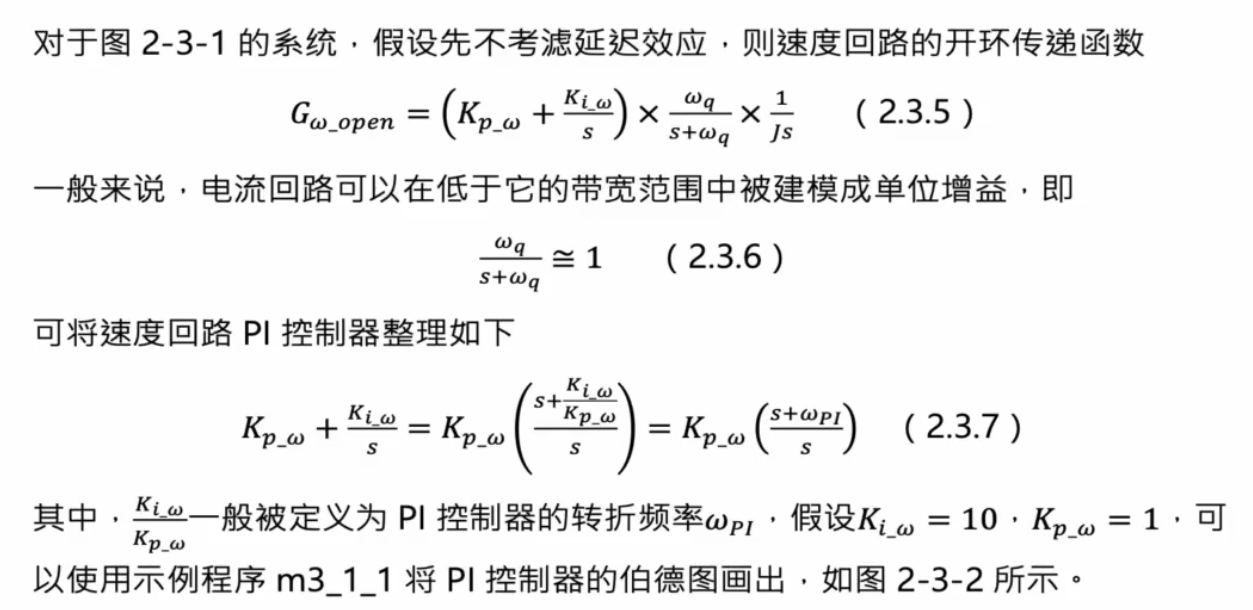 对于图 2-3-1 的系统，假设先不考滤延迟效应，则速度回路的开环传递函数
$G_{\omega\_open} = \left(K_{p\_\omega} + \frac{K_{i\_\omega}}{s}\right) \times \frac{\omega_q}{s+\omega_q} \times \frac{1}{Js}$ （2.3.5）
一般来说，电流回路可以在低于它的带宽范围中被建模成单位增益，即
$\frac{\omega_q}{s+\omega_q} \cong 1$ （2.3.6）
可将速度回路 PI 控制器整理如下
$K_{p\_\omega} + \frac{K_{i\_\omega}}{s} = K_{p\_\omega}\left(\frac{s+\frac{K_{i\_\omega}}{K_{p\_\omega}}}{s}\right) = K_{p\_\omega}\left(\frac{s+\omega_{PI}}{s}\right)$ （2.3.7）
其中，$\frac{K_{i\_\omega}}{K_{p\_\omega}}$一般被定义为 PI 控制器的转折频率$\omega_{PI}$，假设$K_{i\_\omega} = 10$，$K_{p\_\omega} = 1$，可
以使用示例程序 m3_1_1 将 PI 控制器的伯德图画出，如图 2-3-2 所示。